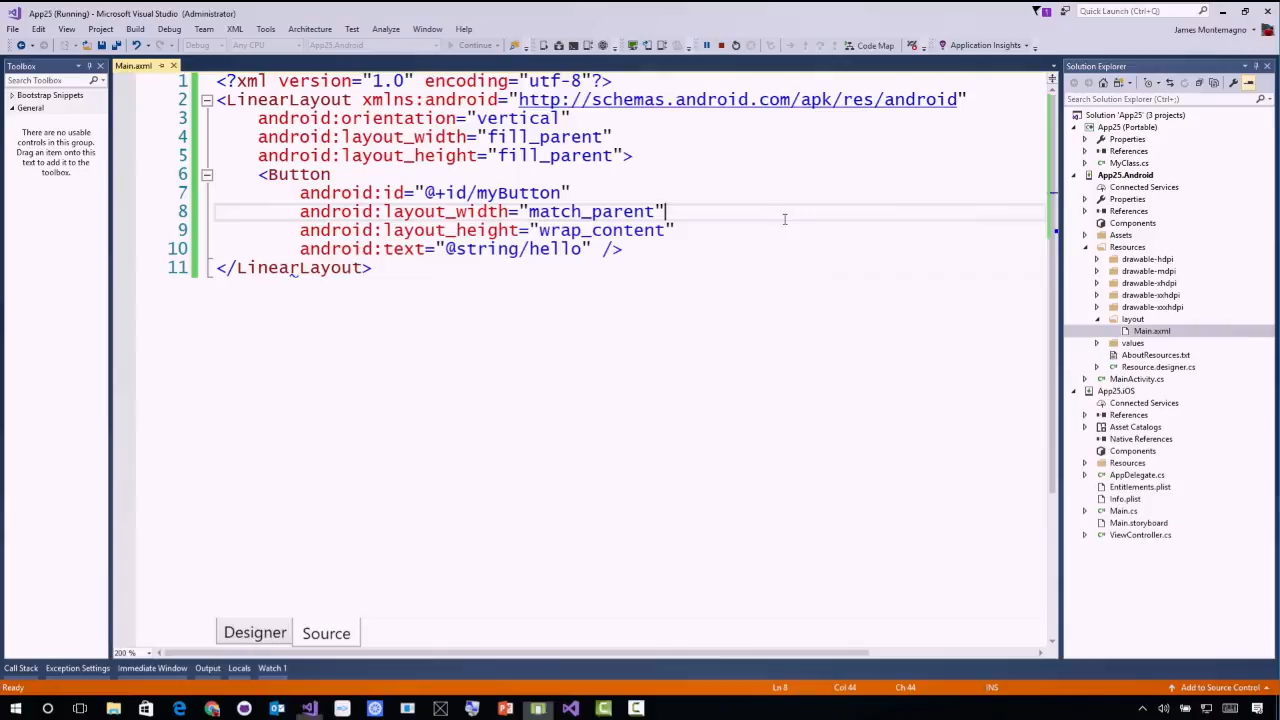 App25 (Running) - Microsoft Visual Studio (Administrator)
1
Quick Launch (Ctrl+Q)
File Edit View Project Build Debug Team XML Tools Architecture Test Analyze Window Help
James Montemagno
Debug Any CPU App25.Android Continue Code Map Application Insights
Toolbox
Search Toolbox
Bootstrap Snippets
General
There are no usable
controls in this group.
Drag an item onto this
text to add it to the
toolbox.
Main.axml
1 <?xml version="1.0" encoding="utf-8"?>
2 <LinearLayout xmlns:android="http://schemas.android.com/apk/res/android"
3 android:orientation="vertical"
4 android:layout_width="fill_parent"
5 android:layout_height="fill_parent">
6 <Button
7 android:id="@+id/myButton"
8 android:layout_width="match_parent"
9 android:layout_height="wrap_content"
10 android:text="@string/hello" />
11 </LinearLayout>
Designer Source
200 %
Solution Explorer
Search Solution Explorer (Ctrl+;)
Solution 'App25' (3 projects)
App25 (Portable)
Properties
References
MyClass.cs
App25.Android
Connected Services
Properties
References
Components
Assets
Resources
drawable-hdpi
drawable-mdpi
drawable-xhdpi
drawable-xxhdpi
drawable-xxxhdpi
layout
Main.axml
values
AboutResources.txt
Resource.designer.cs
MainActivity.cs
App25.iOS
Connected Services
References
Asset Catalogs
Native References
Components
Resources
AppDelegate.cs
Entitlements.plist
Info.plist
Main.cs
Main.storyboard
ViewController.cs
Call Stack Exception Settings Immediate Window Output Locals Watch 1
Ready Ln 8 Col 44 Ch 44 INS Add to Source Control